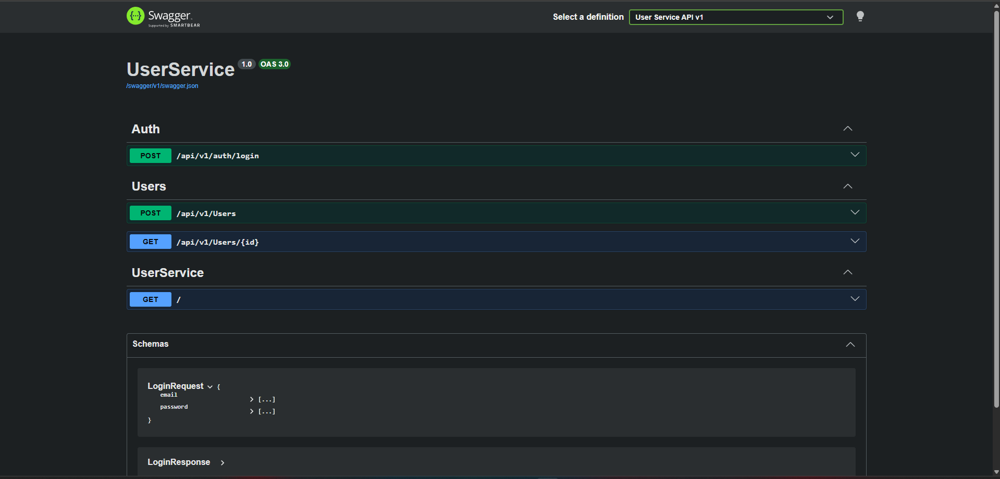 Swagger
Supported by SMARTBEAR
Select a definition
User Service API v1
UserService 1.0 OAS 3.0
/swagger/v1/swagger.json
Auth
POST /api/v1/auth/login
Users
POST /api/v1/Users
GET /api/v1/Users/{id}
UserService
GET /
Schemas
LoginRequest {
email
[...]
password
[...]
}
LoginResponse